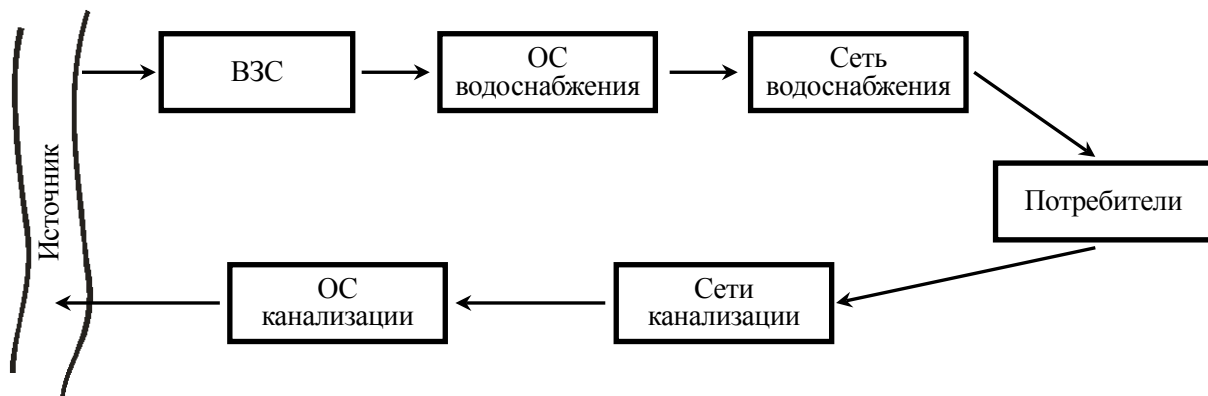 Источник
ВЗС
ОС
водоснабжения
Сеть
водоснабжения
Потребители
ОС
канализации
Сети
канализации